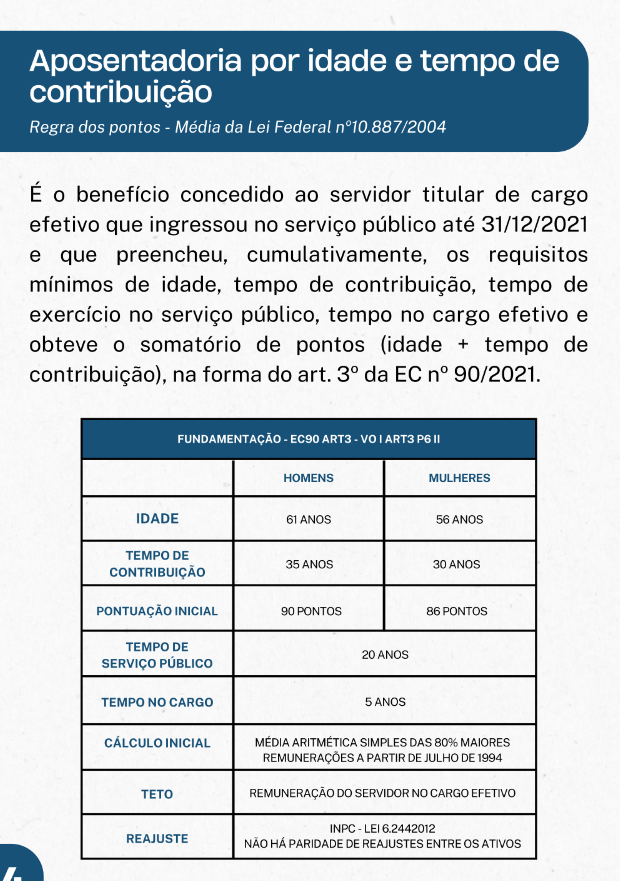 Aposentadoria por idade e tempo de
contribuição
Regra dos pontos - Média da Lei Federal nº10.887/2004
É o benefício concedido ao servidor titular de cargo
efetivo que ingressou no serviço público até 31/12/2021
e que preencheu, cumulativamente, os requisitos
mínimos de idade, tempo de contribuição, tempo de
exercício no serviço público, tempo no cargo efetivo e
obteve o somatório de pontos (idade + tempo de
contribuição), na forma do art. 3º da EC nº 90/2021.
FUNDAMENTAÇÃO - EC90 ART3 - VO I ART3 P6 II
HOMENS MULHERES
IDADE 61 ANOS 56 ANOS
TEMPO DE
CONTRIBUIÇÃO 35 ANOS 30 ANOS
PONTUAÇÃO INICIAL 90 PONTOS 86 PONTOS
TEMPO DE
SERVIÇO PÚBLICO 20 ANOS
TEMPO NO CARGO 5 ANOS
CÁLCULO INICIAL MÉDIA ARITMÉTICA SIMPLES DAS 80% MAIORES
REMUNERAÇÕES A PARTIR DE JULHO DE 1994
TETO REMUNERAÇÃO DO SERVIDOR NO CARGO EFETIVO
REAJUSTE INPC - LEI 6.2442012
NÃO HÁ PARIDADE DE REAJUSTES ENTRE OS ATIVOS